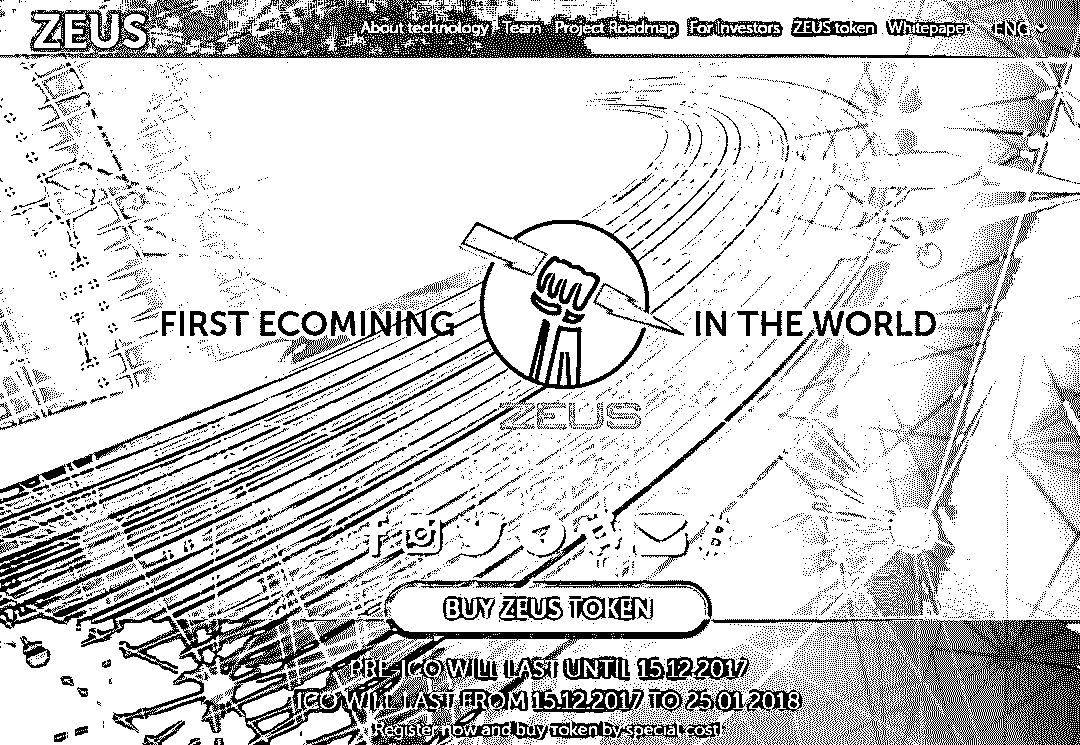 ZEUS
About technology Team Project Roadmap For Investors ZEUS token Whitepaper ENG
FIRST ECOMINING IN THE WORLD
ZEUS
BUY ZEUS TOKEN
PRE-ICO WILL LAST UNTIL 15.12.2017
ICO WILL LAST FROM 15.12.2017 TO 25.01.2018
Register now and buy token by special cost